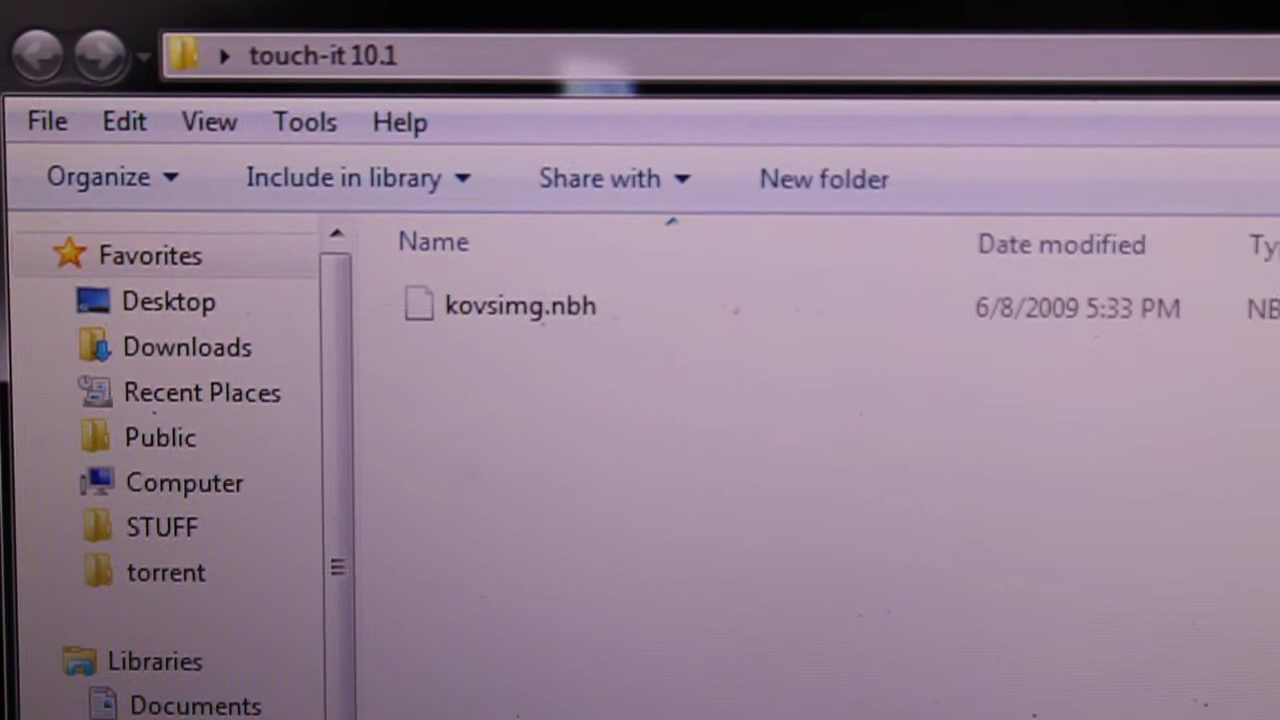 touch-it 10.1
File Edit View Tools Help
Organize Include in library Share with New folder
Name Date modified
Favorites
kovsimg.nbh 6/8/2009 5:33 PM
Desktop
Downloads
Recent Places
Public
Computer
STUFF
torrent
Libraries
Documents